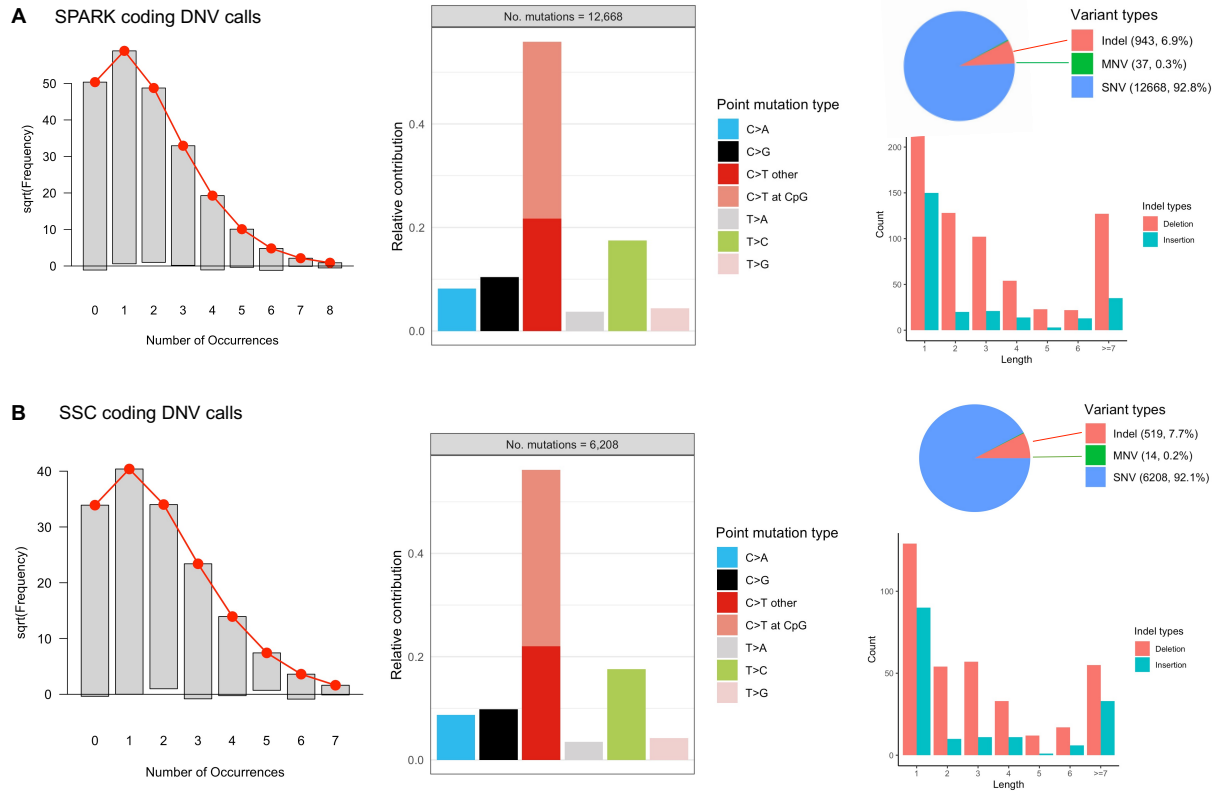 A SPARK coding DNV calls
sqrt(Frequency)
50
40
30
20
10
0
0 1 2 3 4 5 6 7 8
Number of Occurrences
No. mutations = 12,668
Relative contribution
0.4
0.2
0.0
Point mutation type
C>A
C>G
C>T other
C>T at CpG
T>A
T>C
T>G
Variant types
Indel (943, 6.9%)
MNV (37, 0.3%)
SNV (12668, 92.8%)
Count
200
150
100
50
0
1 2 3 4 5 6 >=7
Length
Indel types
Deletion
Insertion
B SSC coding DNV calls
sqrt(Frequency)
40
30
20
10
0
0 1 2 3 4 5 6 7
Number of Occurrences
No. mutations = 6,208
Relative contribution
0.4
0.2
0.0
Point mutation type
C>A
C>G
C>T other
C>T at CpG
T>A
T>C
T>G
Variant types
Indel (519, 7.7%)
MNV (14, 0.2%)
SNV (6208, 92.1%)
Count
100
50
0
1 2 3 4 5 6 >=7
Length
Indel types
Deletion
Insertion